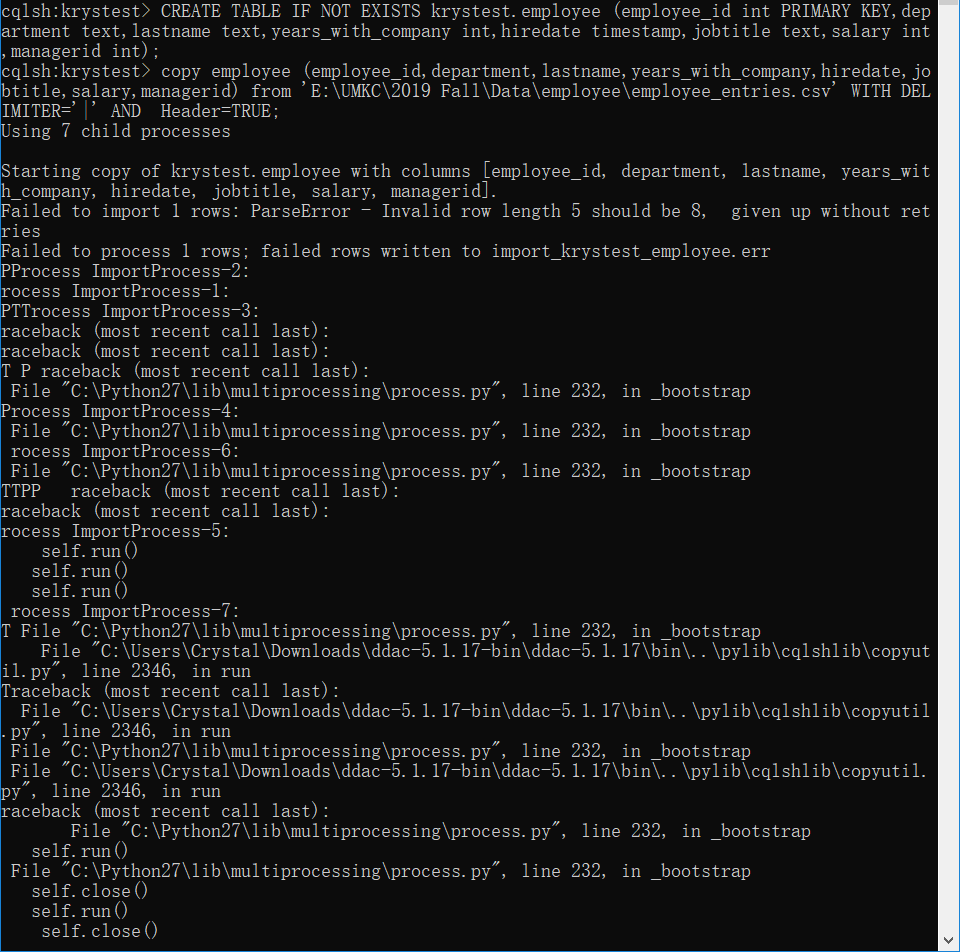 cqlsh:krystest> CREATE TABLE IF NOT EXISTS krystest.employee (employee_id int PRIMARY KEY,dep
artment text,lastname text,years_with_company int,hiredate timestamp,jobtitle text,salary int
,managerid int);
cqlsh:krystest> copy employee (employee_id,department,lastname,years_with_company,hiredate,jo
btitle,salary,managerid) from 'E:\UMKC\2019 Fall\Data\employee\employee_entries.csv' WITH DEL
IMITER='|' AND  Header=TRUE;
Using 7 child processes

Starting copy of krystest.employee with columns [employee_id, department, lastname, years_wit
h_company, hiredate, jobtitle, salary, managerid].
Failed to import 1 rows: ParseError - Invalid row length 5 should be 8,  given up without ret
ries
Failed to process 1 rows; failed rows written to import_krystest_employee.err
PProcess ImportProcess-2:
rocess ImportProcess-1:
PTTrocess ImportProcess-3:
raceback (most recent call last):
raceback (most recent call last):
T P raceback (most recent call last):
 File "C:\Python27\lib\multiprocessing\process.py", line 232, in _bootstrap
Process ImportProcess-4:
 File "C:\Python27\lib\multiprocessing\process.py", line 232, in _bootstrap
 rocess ImportProcess-6:
 File "C:\Python27\lib\multiprocessing\process.py", line 232, in _bootstrap
TTPP   raceback (most recent call last):
raceback (most recent call last):
rocess ImportProcess-5:
    self.run()
   self.run()
   self.run()
 rocess ImportProcess-7:
T File "C:\Python27\lib\multiprocessing\process.py", line 232, in _bootstrap
    File "C:\Users\Crystal\Downloads\ddac-5.1.17-bin\ddac-5.1.17\bin\..\pylib\cqlshlib\copyut
il.py", line 2346, in run
Traceback (most recent call last):
  File "C:\Users\Crystal\Downloads\ddac-5.1.17-bin\ddac-5.1.17\bin\..\pylib\cqlshlib\copyutil
.py", line 2346, in run
 File "C:\Python27\lib\multiprocessing\process.py", line 232, in _bootstrap
 File "C:\Users\Crystal\Downloads\ddac-5.1.17-bin\ddac-5.1.17\bin\..\pylib\cqlshlib\copyutil.
py", line 2346, in run
raceback (most recent call last):
       File "C:\Python27\lib\multiprocessing\process.py", line 232, in _bootstrap
   self.run()
 File "C:\Python27\lib\multiprocessing\process.py", line 232, in _bootstrap
   self.close()
   self.run()
    self.close()